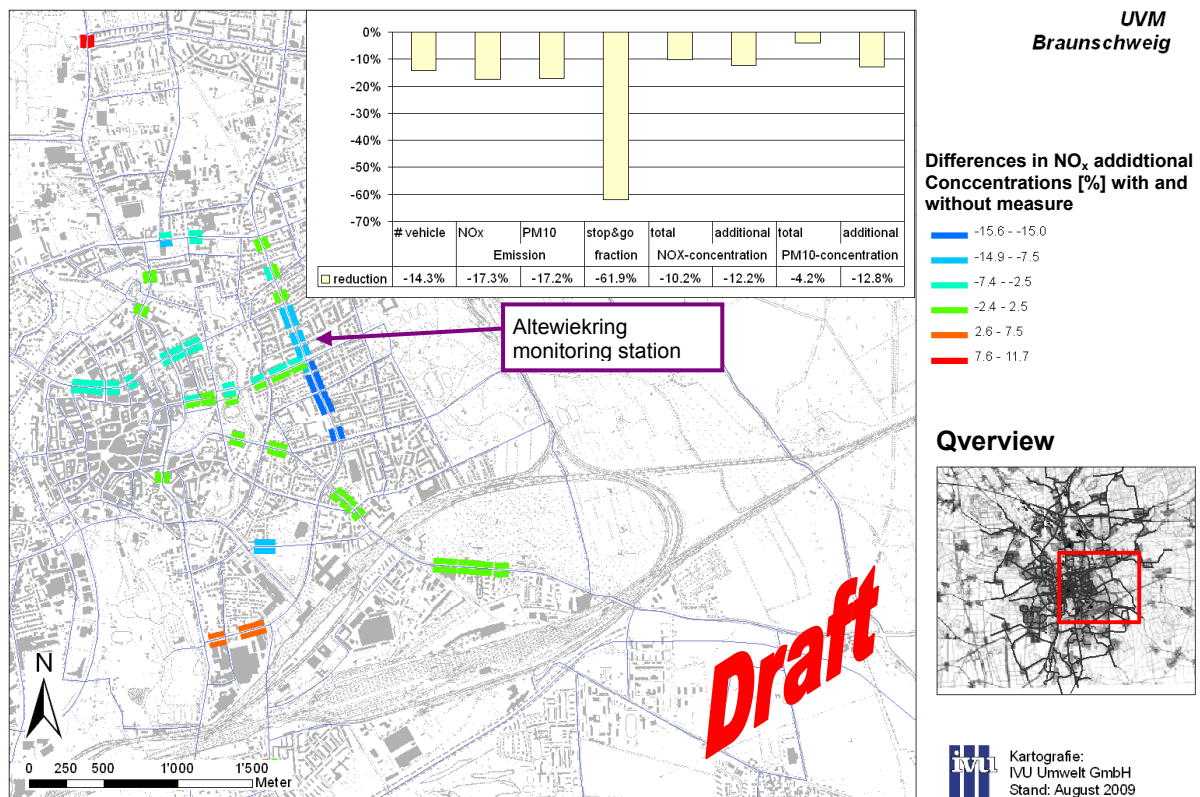 UVM
Braunschweig
0%
-10%
-20%
-30%
-40%
-50%
-60%
-70%
# vehicle NOx PM10 stop&go total additional total additional
Emission fraction NOX-concentration PM10-concentration
reduction -14.3% -17.3% -17.2% -61.9% -10.2% -12.2% -4.2% -12.8%
Altewiekring
monitoring station
Differences in NOx addidtional
Conccentrations [%] with and
without measure
-15.6 - -15.0
-14.9 - -7.5
-7.4 - -2.5
-2.4 - 2.5
2.6 - 7.5
7.6 - 11.7
Qverview
Draft
N
0 250 500 1'000 1'500
Meter
ivu
Kartografie:
IVU Umwelt GmbH
Stand: August 2009